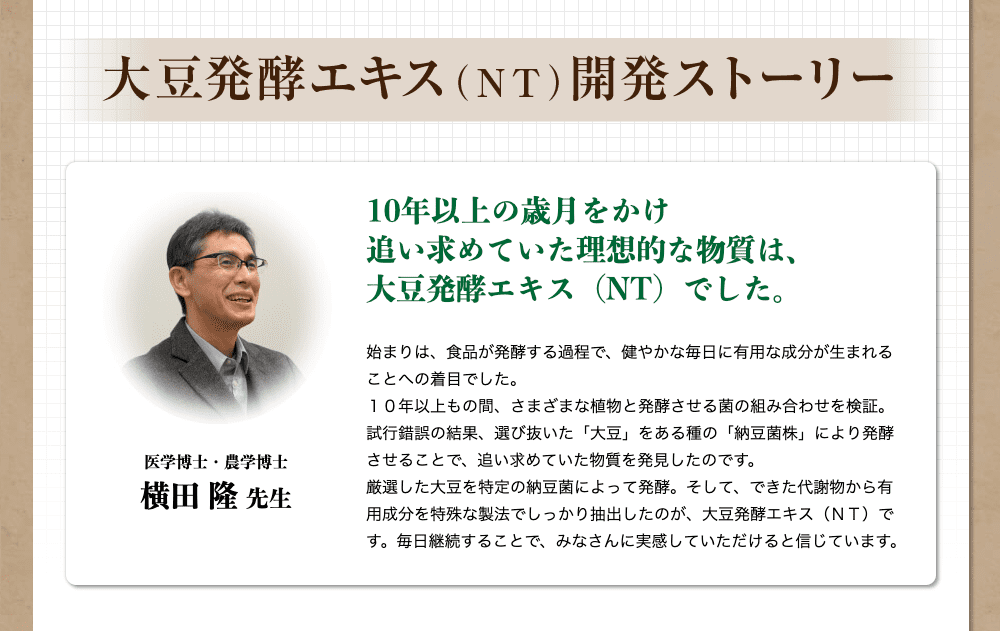 大豆発酵エキス（ＮＴ）開発ストーリー
10年以上の歳月をかけ
追い求めていた理想的な物質は、
大豆発酵エキス（NT）でした。
始まりは、食品が発酵する過程で、健やかな毎日に有用な成分が生まれる
ことへの着目でした。
１０年以上もの間、さまざまな植物と発酵させる菌の組み合わせを検証。
試行錯誤の結果、選び抜いた「大豆」をある種の「納豆菌株」により発酵
させることで、追い求めていた物質を発見したのです。
厳選した大豆を特定の納豆菌によって発酵。そして、できた代謝物から有
用成分を特殊な製法でしっかり抽出したのが、大豆発酵エキス（ＮＴ）で
す。毎日継続することで、みなさんに実感していただけると信じています。
医学博士・農学博士
横田 隆 先生